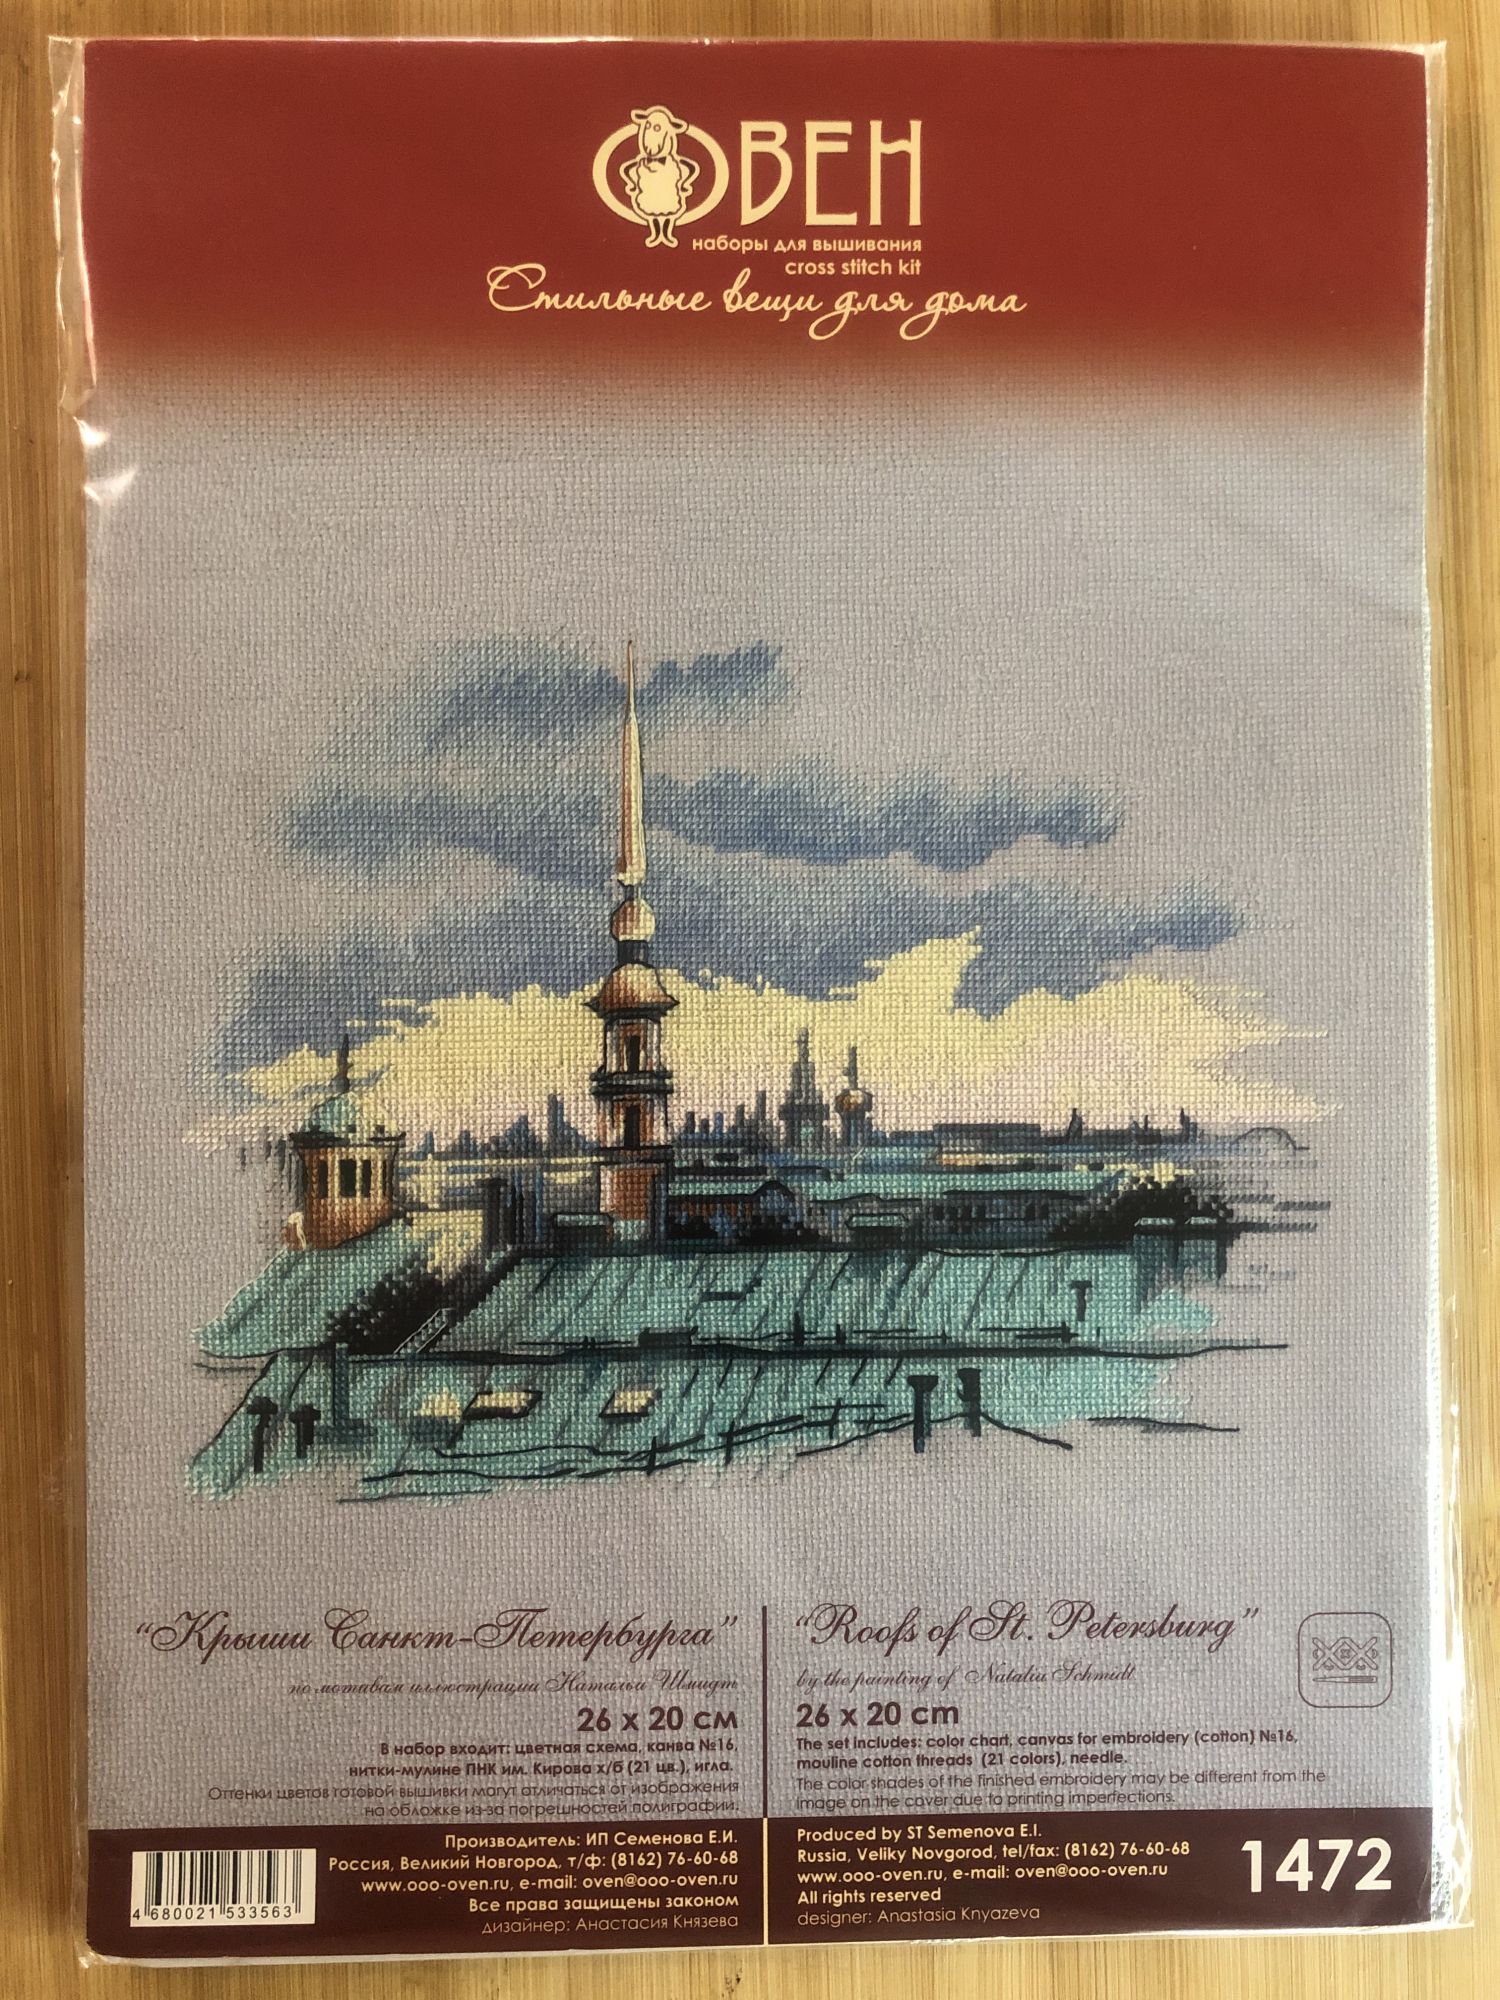 ОВЕН
наборы для вышивания
cross stitch kit
Стильные вещи для дома
"Крыши Санкт-Петербурга"
по мотивам иллюстрации Натальи Шмидт
26 х 20 см
В набор входит: цветная схема, канва №16,
нитки-мулине ПНК им. Кирова х/б (21 цв.), игла.
Оттенки цветов готовой вышивки могут отличаться от изображения
на обложке из-за погрешностей полиграфии.
"Roofs of St. Petersburg"
by the painting of Natalia Schmidt
26 x 20 cm
The set includes: color chart, canvas for embroidery (cotton) №16,
mouline cotton threads (21 colors), needle.
The color shades of the finished embroidery may be different from the
image on the cover due to printing imperfections.
4 680021 533563
Производитель: ИП Семенова Е.И.
Россия, Великий Новгород, т/ф: (8162) 76-60-68
www.ooo-oven.ru, e-mail: oven@ooo-oven.ru
Все права защищены законом
дизайнер: Анастасия Князева
Produced by ST Semenova E.I.
Russia, Veliky Novgorod, tel/fax: (8162) 76-60-68
www.ooo-oven.ru, e-mail: oven@ooo-oven.ru
All rights reserved
designer: Anastasia Knyazeva
1472